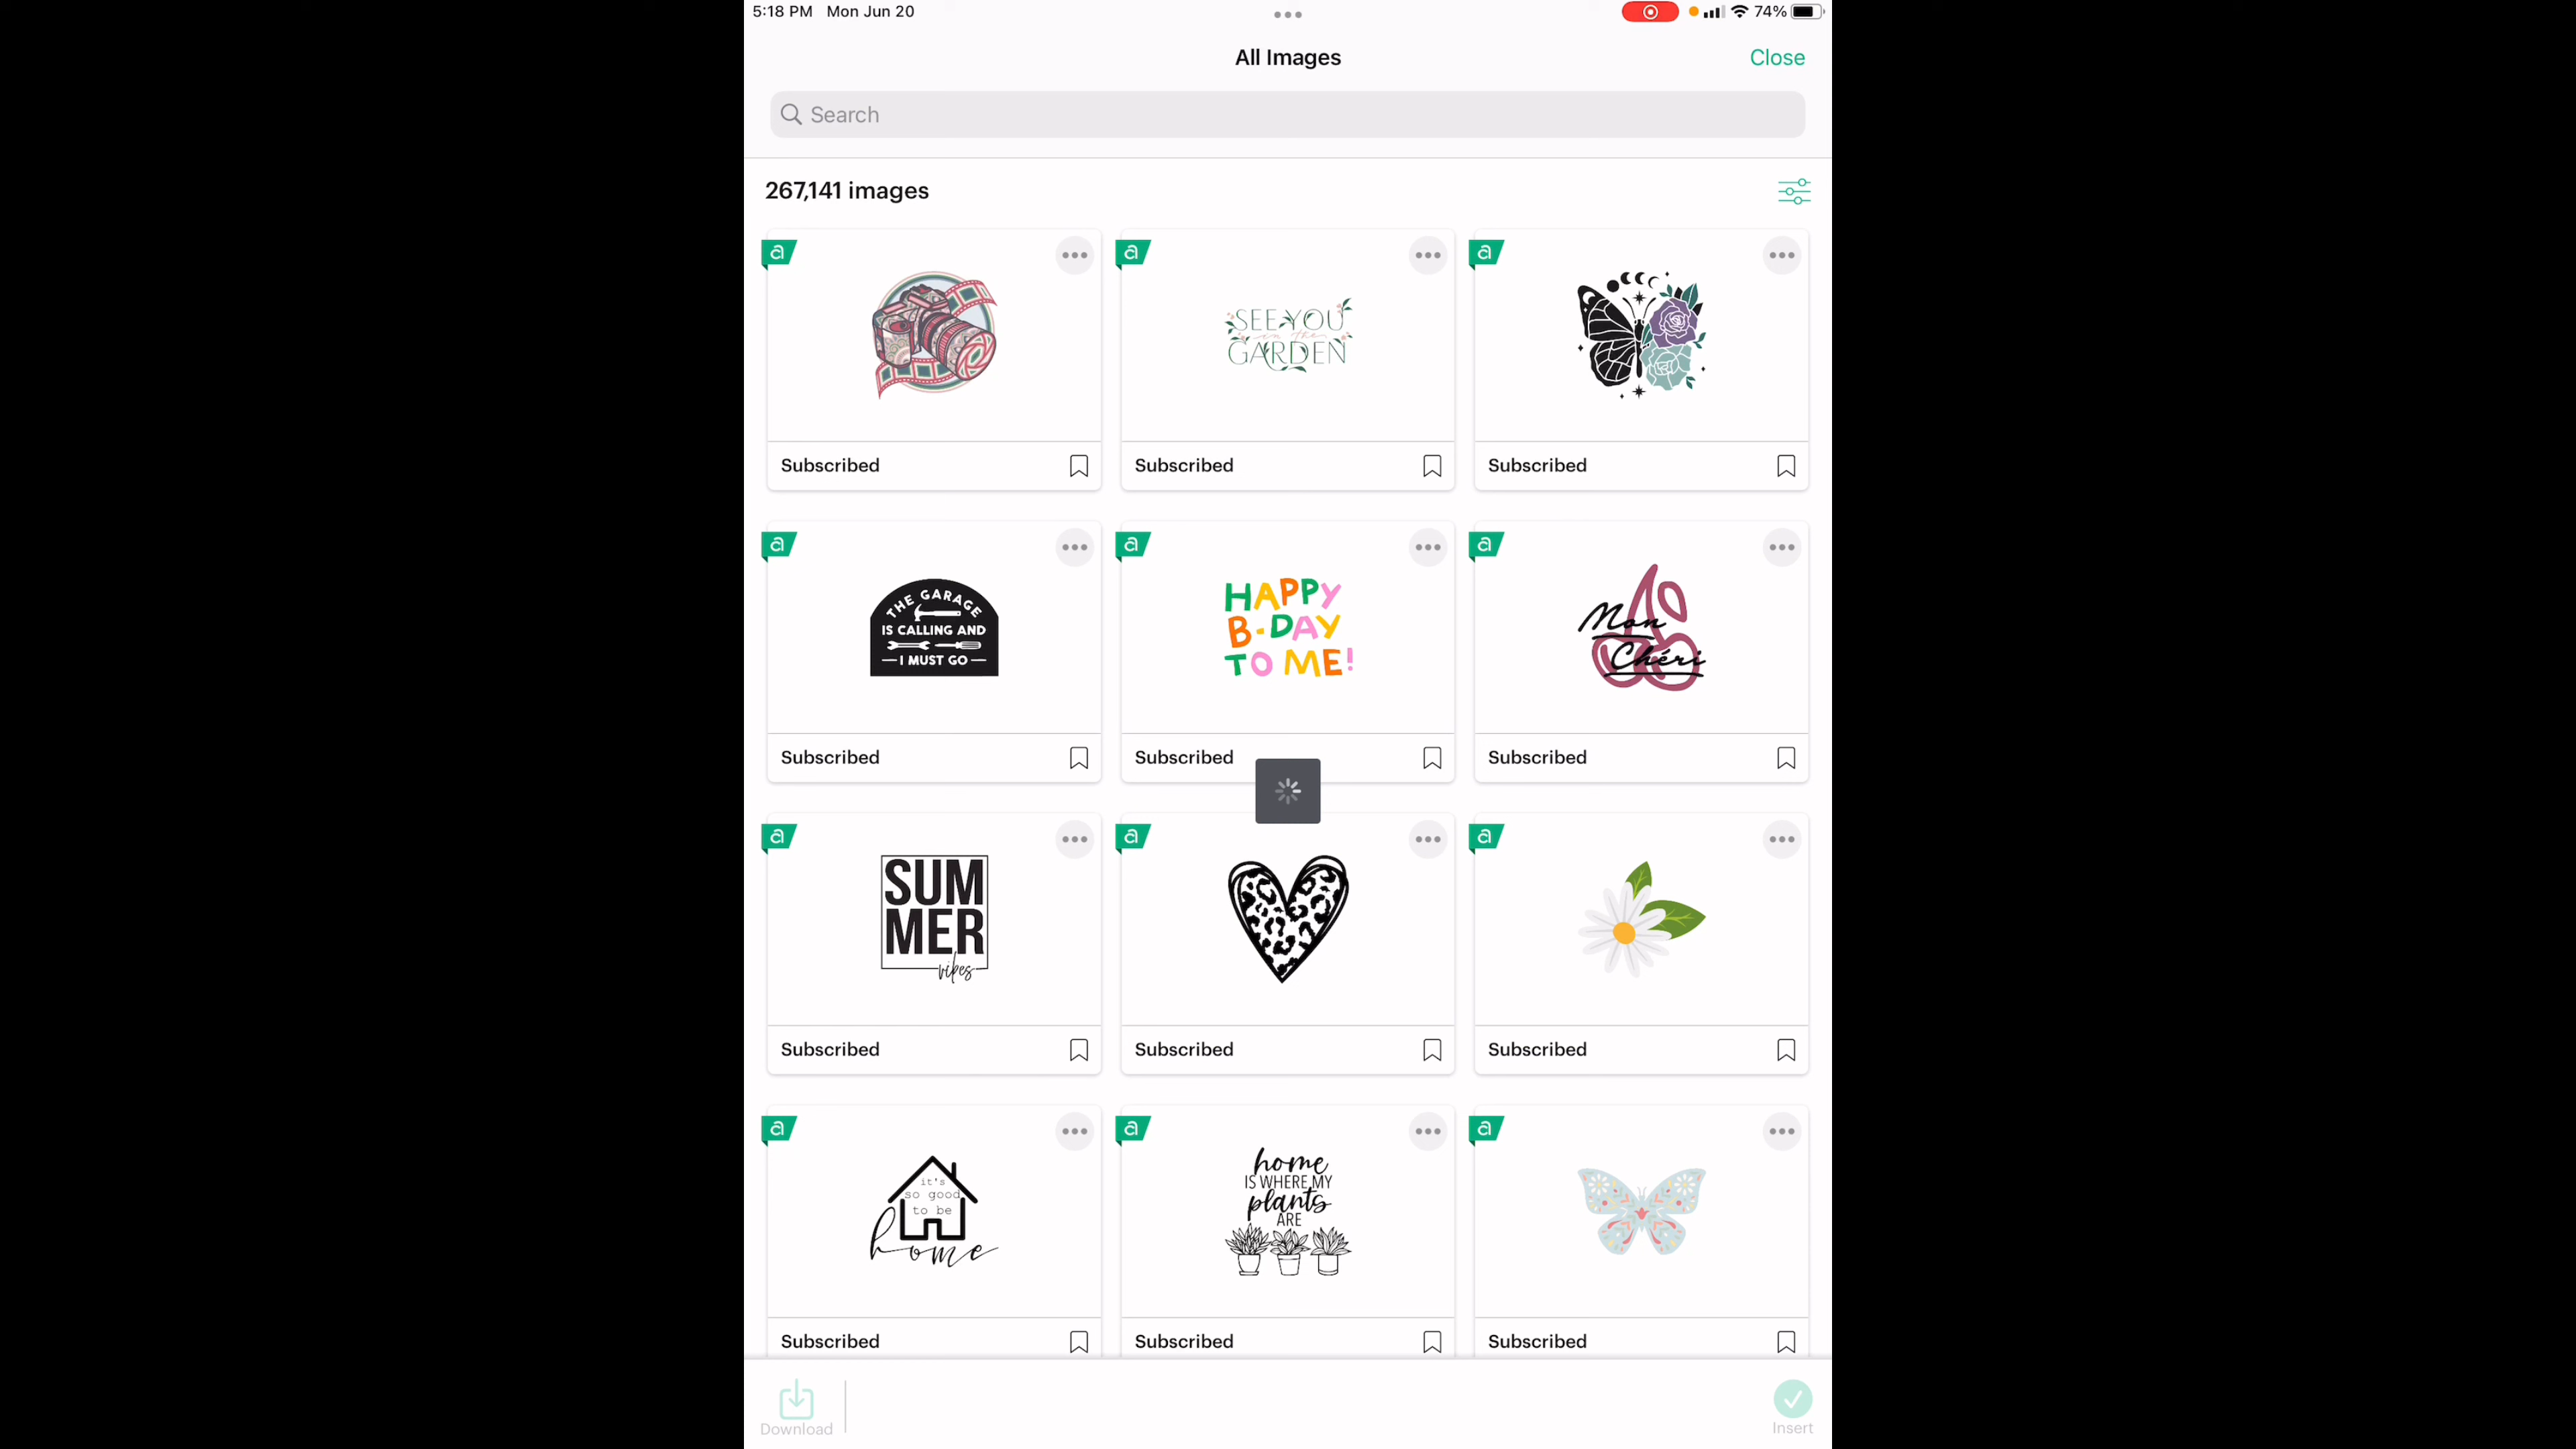 5:18 PM Mon Jun 20
74%
All Images
Close
Search
267,141 images
a
a
a
SEE YOU
in the
GARDEN
Subscribed
Subscribed
Subscribed
a
a
a
THE GARAGE
IS CALLING AND
I MUST GO
HAPPY
B-DAY
TO ME!
Mon
Chéri
Subscribed
Subscribed
Subscribed
a
a
a
SUM
MER
vibes
Subscribed
Subscribed
Subscribed
a
a
a
it's
so good
to be
home
home
IS WHERE MY
plants
ARE
Subscribed
Subscribed
Subscribed
Download
Insert